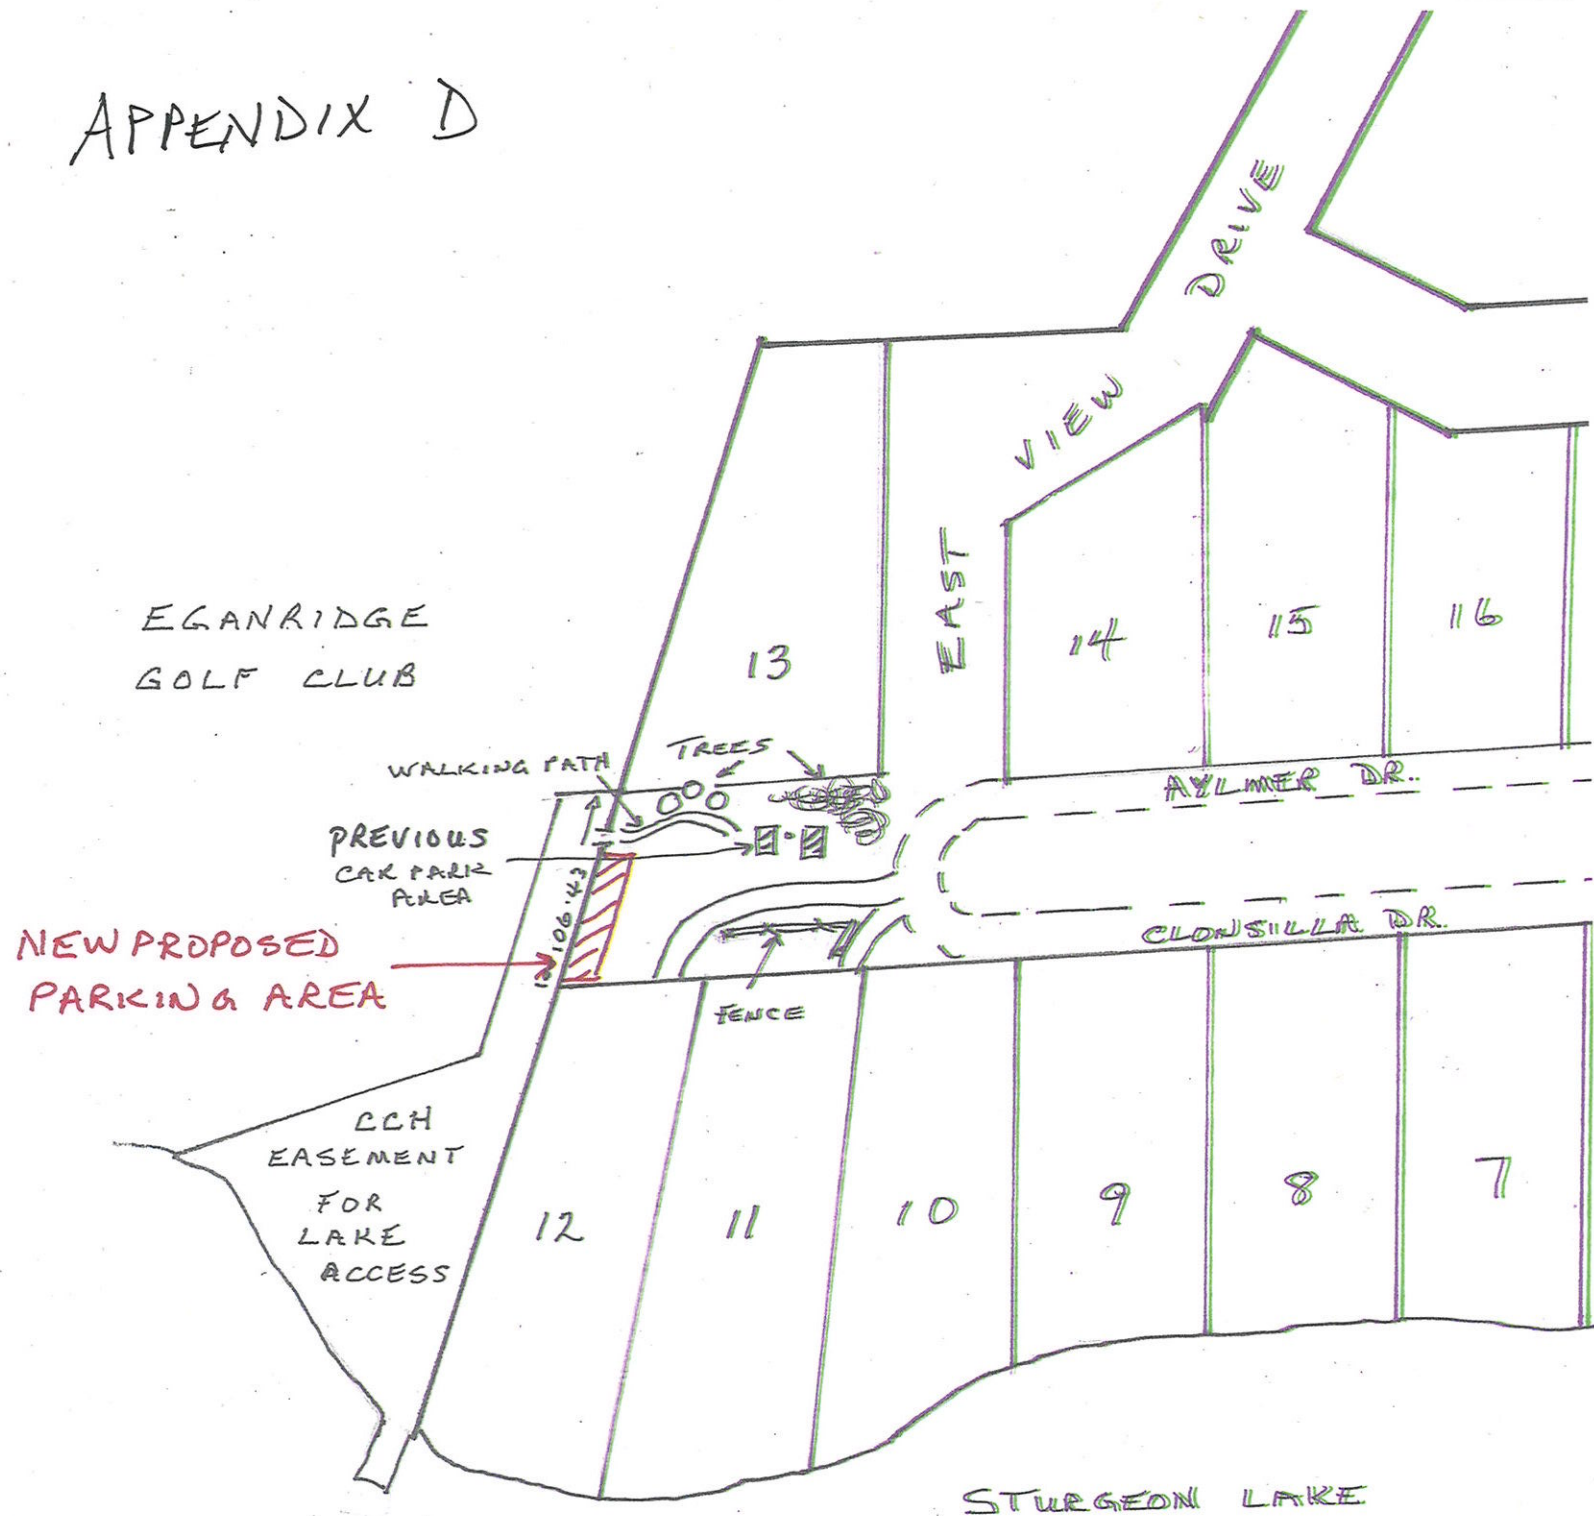 APPENDIX D
DRIVE
VIEW
EAST
EGANRIDGE
GOLF CLUB
13
14
15
16
TREES
WALKING PATH
AYLMER DR.
PREVIOUS
CAR PARK
AREA
106.43
CLONSILLA DR.
NEW PROPOSED
PARKING AREA
FENCE
CCH
EASEMENT
FOR
LAKE
ACCESS
12
11
10
9
8
7
STURGEON LAKE